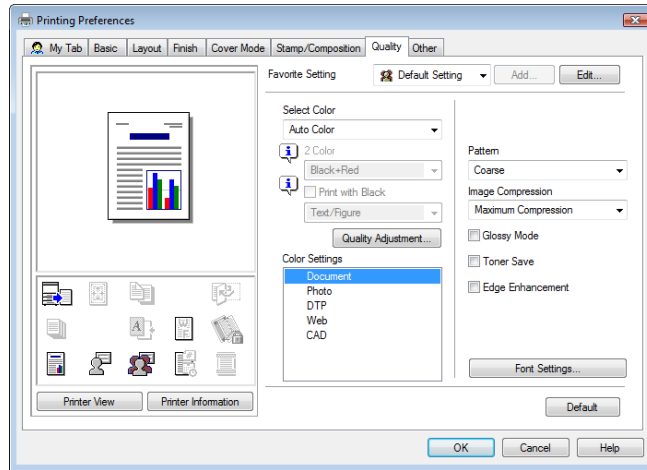 Printing Preferences
My Tab Basic Layout Finish Cover Mode Stamp/Composition Quality Other
Favorite Setting Default Setting Add... Edit...
Select Color
Auto Color
2 Color
Black+Red
Print with Black
Text/Figure
Quality Adjustment...
Color Settings
Document
Photo
DTP
Web
CAD
Pattern
Coarse
Image Compression
Maximum Compression
Glossy Mode
Toner Save
Edge Enhancement
Font Settings...
Printer View Printer Information
Default
OK Cancel Help